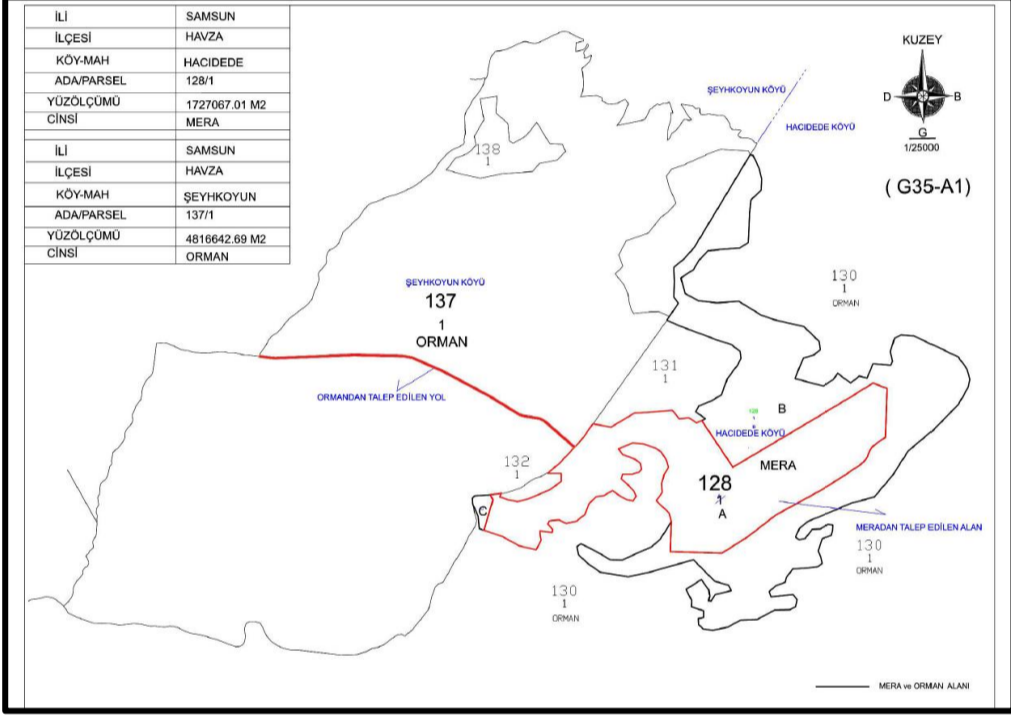 İLİ SAMSUN
İLÇESİ HAVZA
KÖY-MAH HACIDEDE
ADA/PARSEL 128/1
YÜZÖLÇÜMÜ 1727067.01 M2
CİNSİ MERA
İLİ SAMSUN
İLÇESİ HAVZA
KÖY-MAH ŞEYHKOYUN
ADA/PARSEL 137/1
YÜZÖLÇÜMÜ 4816642.69 M2
CİNSİ ORMAN
KUZEY
D B
G
1/25000
( G35-A1)
ŞEYHKOYUN KÖYÜ
HACIDEDE KÖYÜ
138
1
130
1
ORMAN
ŞEYHKOYUN KÖYÜ
137
1
ORMAN
131
1
ORMANDAN TALEP EDİLEN YOL
B
HACIDEDE KÖYÜ
MERA
132
1
128
A
C
MERADAN TALEP EDİLEN ALAN
130
1
ORMAN
130
1
ORMAN
MERA ve ORMAN ALANI